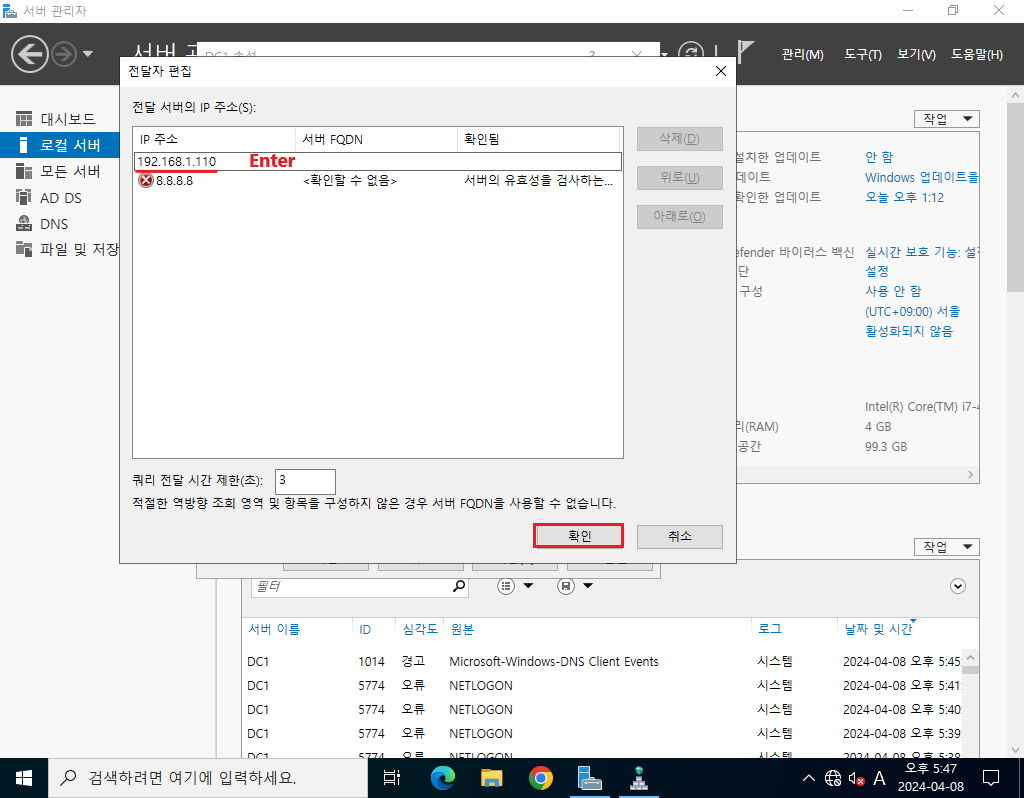 서버 관리자
서버 관
DC1 속성
?
관리(M) 도구(T) 보기(V) 도움말(H)
전달자 편집
전달 서버의 IP 주소(S):
IP 주소 서버 FQDN 확인됨
192.168.1.110 Enter
8.8.8.8 <확인할 수 없음> 서버의 유효성을 검사하는...
삭제(D)
위로(U)
아래로(O)
쿼리 전달 시간 제한(초): 3
적절한 역방향 조회 영역 및 항목을 구성하지 않은 경우 서버 FQDN을 사용할 수 없습니다.
확인 취소
대시보드
로컬 서버
모든 서버
AD DS
DNS
파일 및 저장
작업
설치한 업데이트 안 함
데이트 Windows 업데이트을
확인한 업데이트 오늘 오후 1:12
efender 바이러스 백신 실시간 보호 기능: 설정
단 설정
구성 사용 안 함
(UTC+09:00) 서울
활성화되지 않음
Intel(R) Core(TM) i7-4
리(RAM) 4 GB
공간 99.3 GB
작업
필터
서버 이름 ID 심각도 원본 로그 날짜 및 시간
DC1 1014 경고 Microsoft-Windows-DNS Client Events 시스템 2024-04-08 오후 5:45:
DC1 5774 오류 NETLOGON 시스템 2024-04-08 오후 5:41:
DC1 5774 오류 NETLOGON 시스템 2024-04-08 오후 5:40:
DC1 5774 오류 NETLOGON 시스템 2024-04-08 오후 5:39:
DC1 5774 오류 NETLOGON 시스템 2024-04-08 오후 5:38:
검색하려면 여기에 입력하세요.
A
오후 5:47
2024-04-08